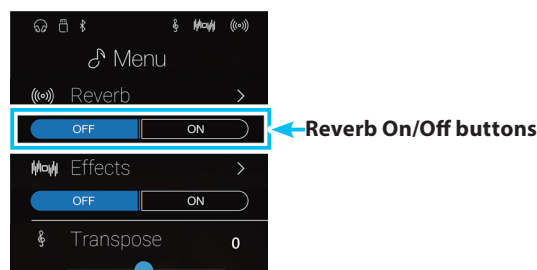 Menu
Reverb
OFF ON
Reverb On/Off buttons
Effects
OFF ON
Transpose 0